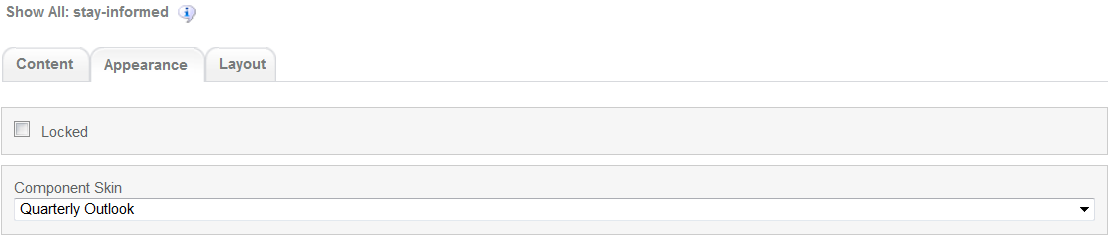 Show All: stay-informed
Content Appearance Layout
Locked
Component Skin
Quarterly Outlook